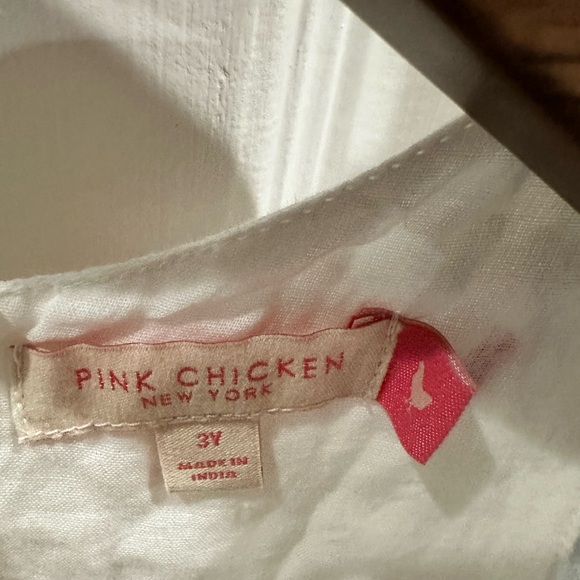 PINK CHICKEN
NEW YORK
3Y
MADE IN
INDIA